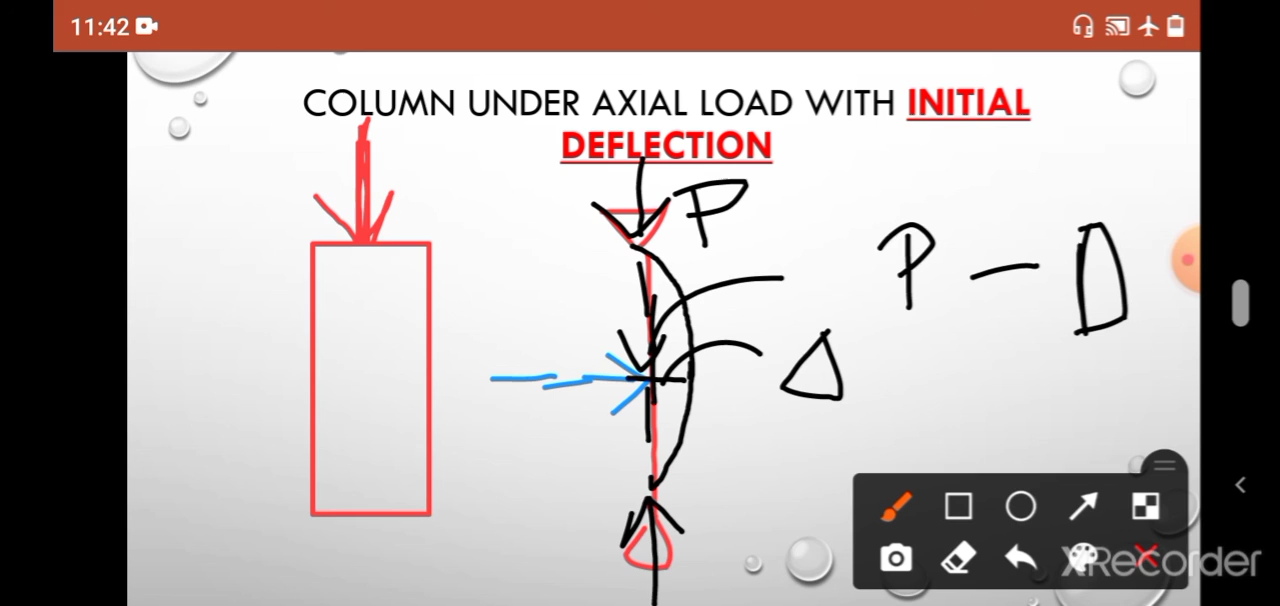 11:42
COLUMN UNDER AXIAL LOAD WITH INITIAL
DEFLECTION
P
P - D
Δ
XRecorder